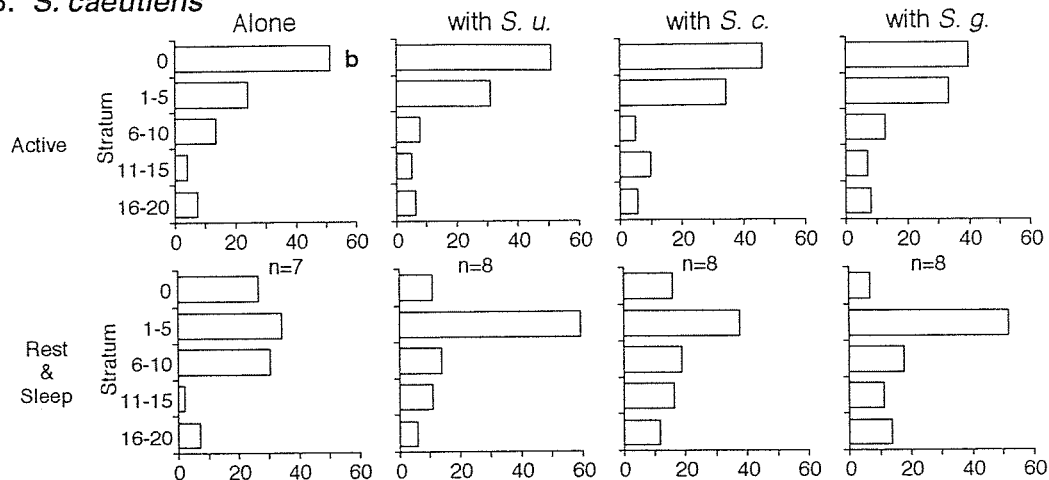 B. S. caeutiens
Alone with S. u. with S. c. with S. g.
Active
Stratum
0 b
1-5
6-10
11-15
16-20
0 20 40 60 0 20 40 60 0 20 40 60 0 20 40 60
n=7 n=8 n=8 n=8
Rest
&
Sleep
Stratum
0
1-5
6-10
11-15
16-20
0 20 40 60 0 20 40 60 0 20 40 60 0 20 40 60